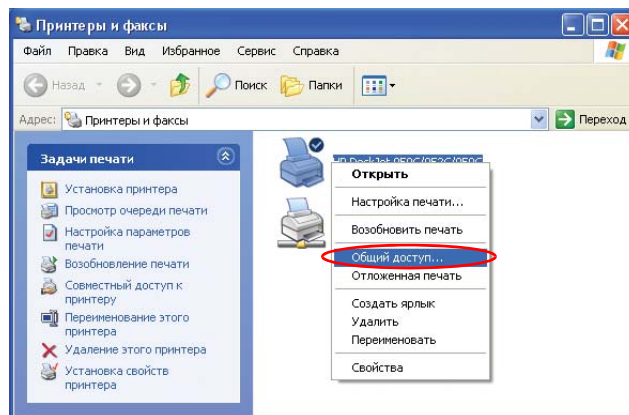 Принтеры и факсы
Файл Правка Вид Избранное Сервис Справка
Назад Поиск Папки
Адрес: Принтеры и факсы Переход
Задачи печати
Установка принтера
Просмотр очереди печати
Настройка параметров
печати
Возобновление печати
Совместный доступ к
принтеру
Переименование этого
принтера
Удаление этого принтера
Установка свойств
принтера
HP DeskJet
Открыть
Настройка печати...
Возобновить печать
Общий доступ...
Отложенная печать
Создать ярлык
Удалить
Переименовать
Свойства